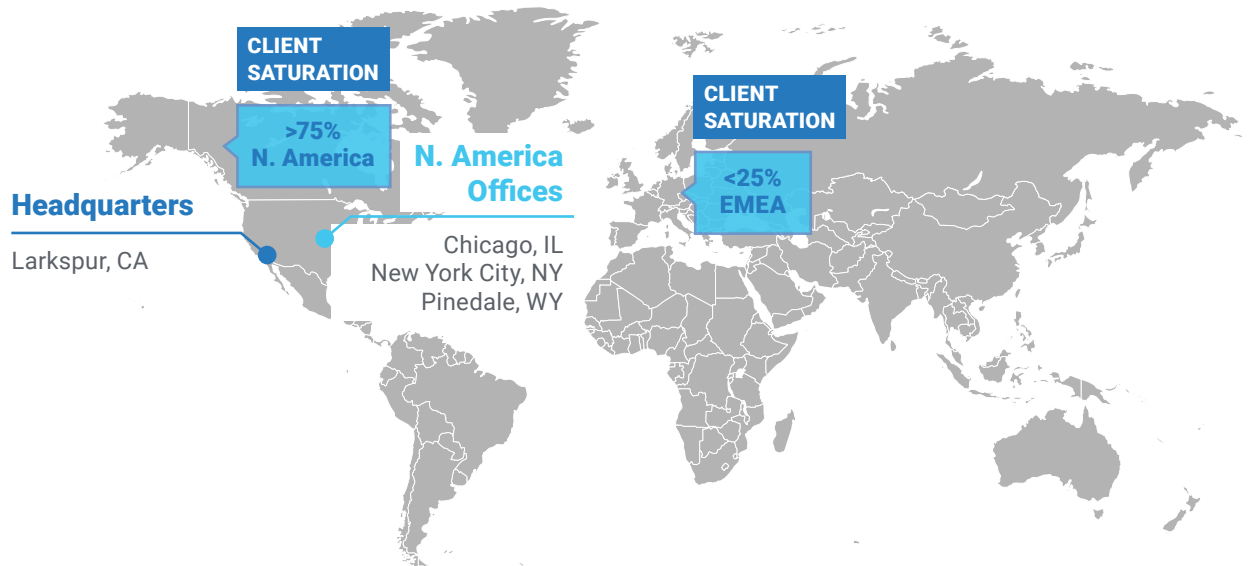 CLIENT
SATURATION
>75%
N. America
Headquarters
Larkspur, CA
N. America
Offices
Chicago, IL
New York City, NY
Pinedale, WY
CLIENT
SATURATION
<25%
EMEA